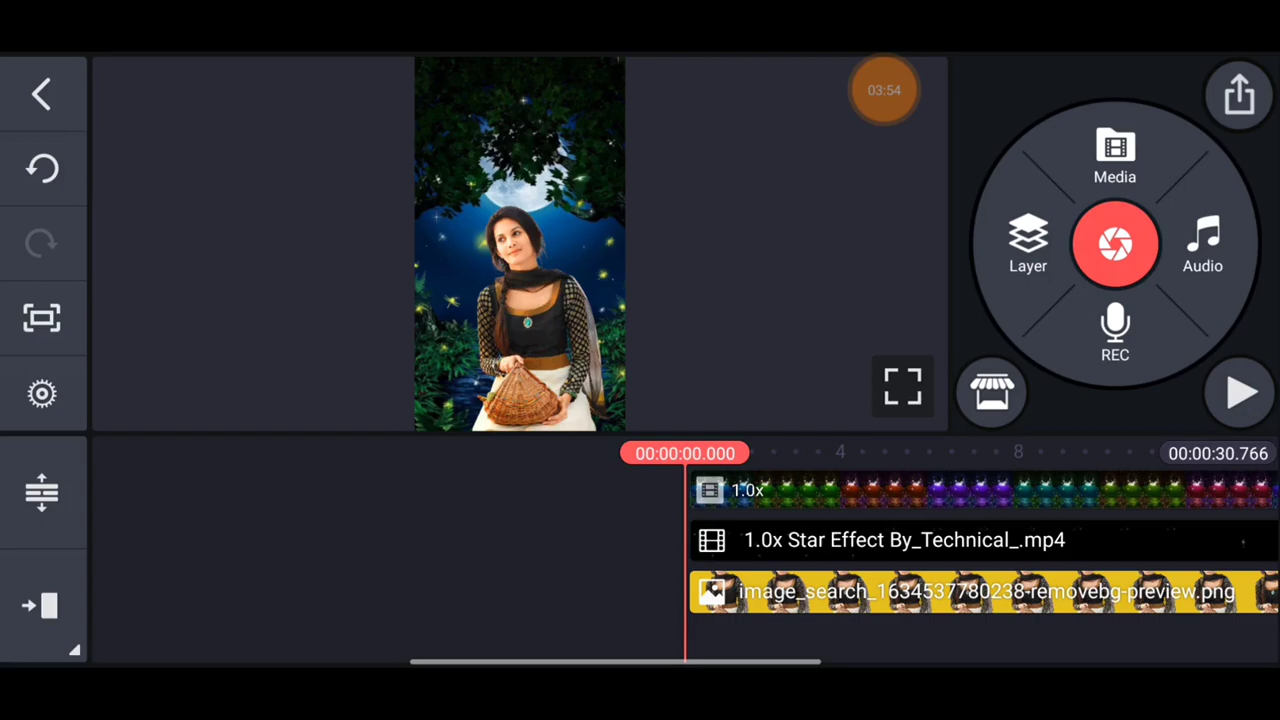 03:54
Media
Layer
Audio
REC
00:00:00.000
4
8
00:00:30.766
1.0x
1.0x Star Effect By_Technical_.mp4
image_search_1634537780238-removebg-preview.png